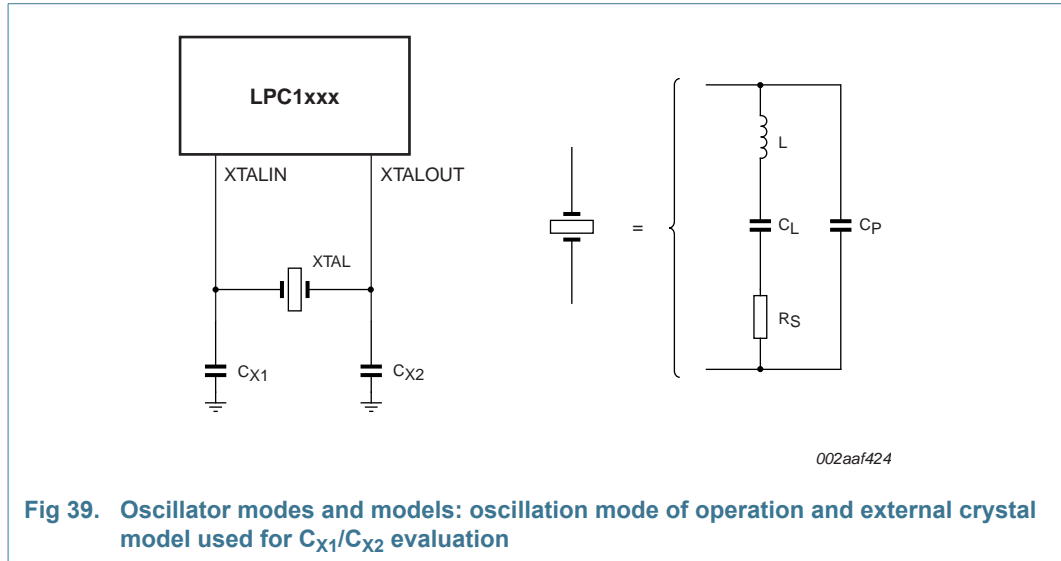 LPC1xxx
XTALIN
XTALOUT
XTAL
CX1
CX2
=
L
CL
CP
RS
002aaf424
Fig 39. Oscillator modes and models: oscillation mode of operation and external crystal
model used for CX1/CX2 evaluation